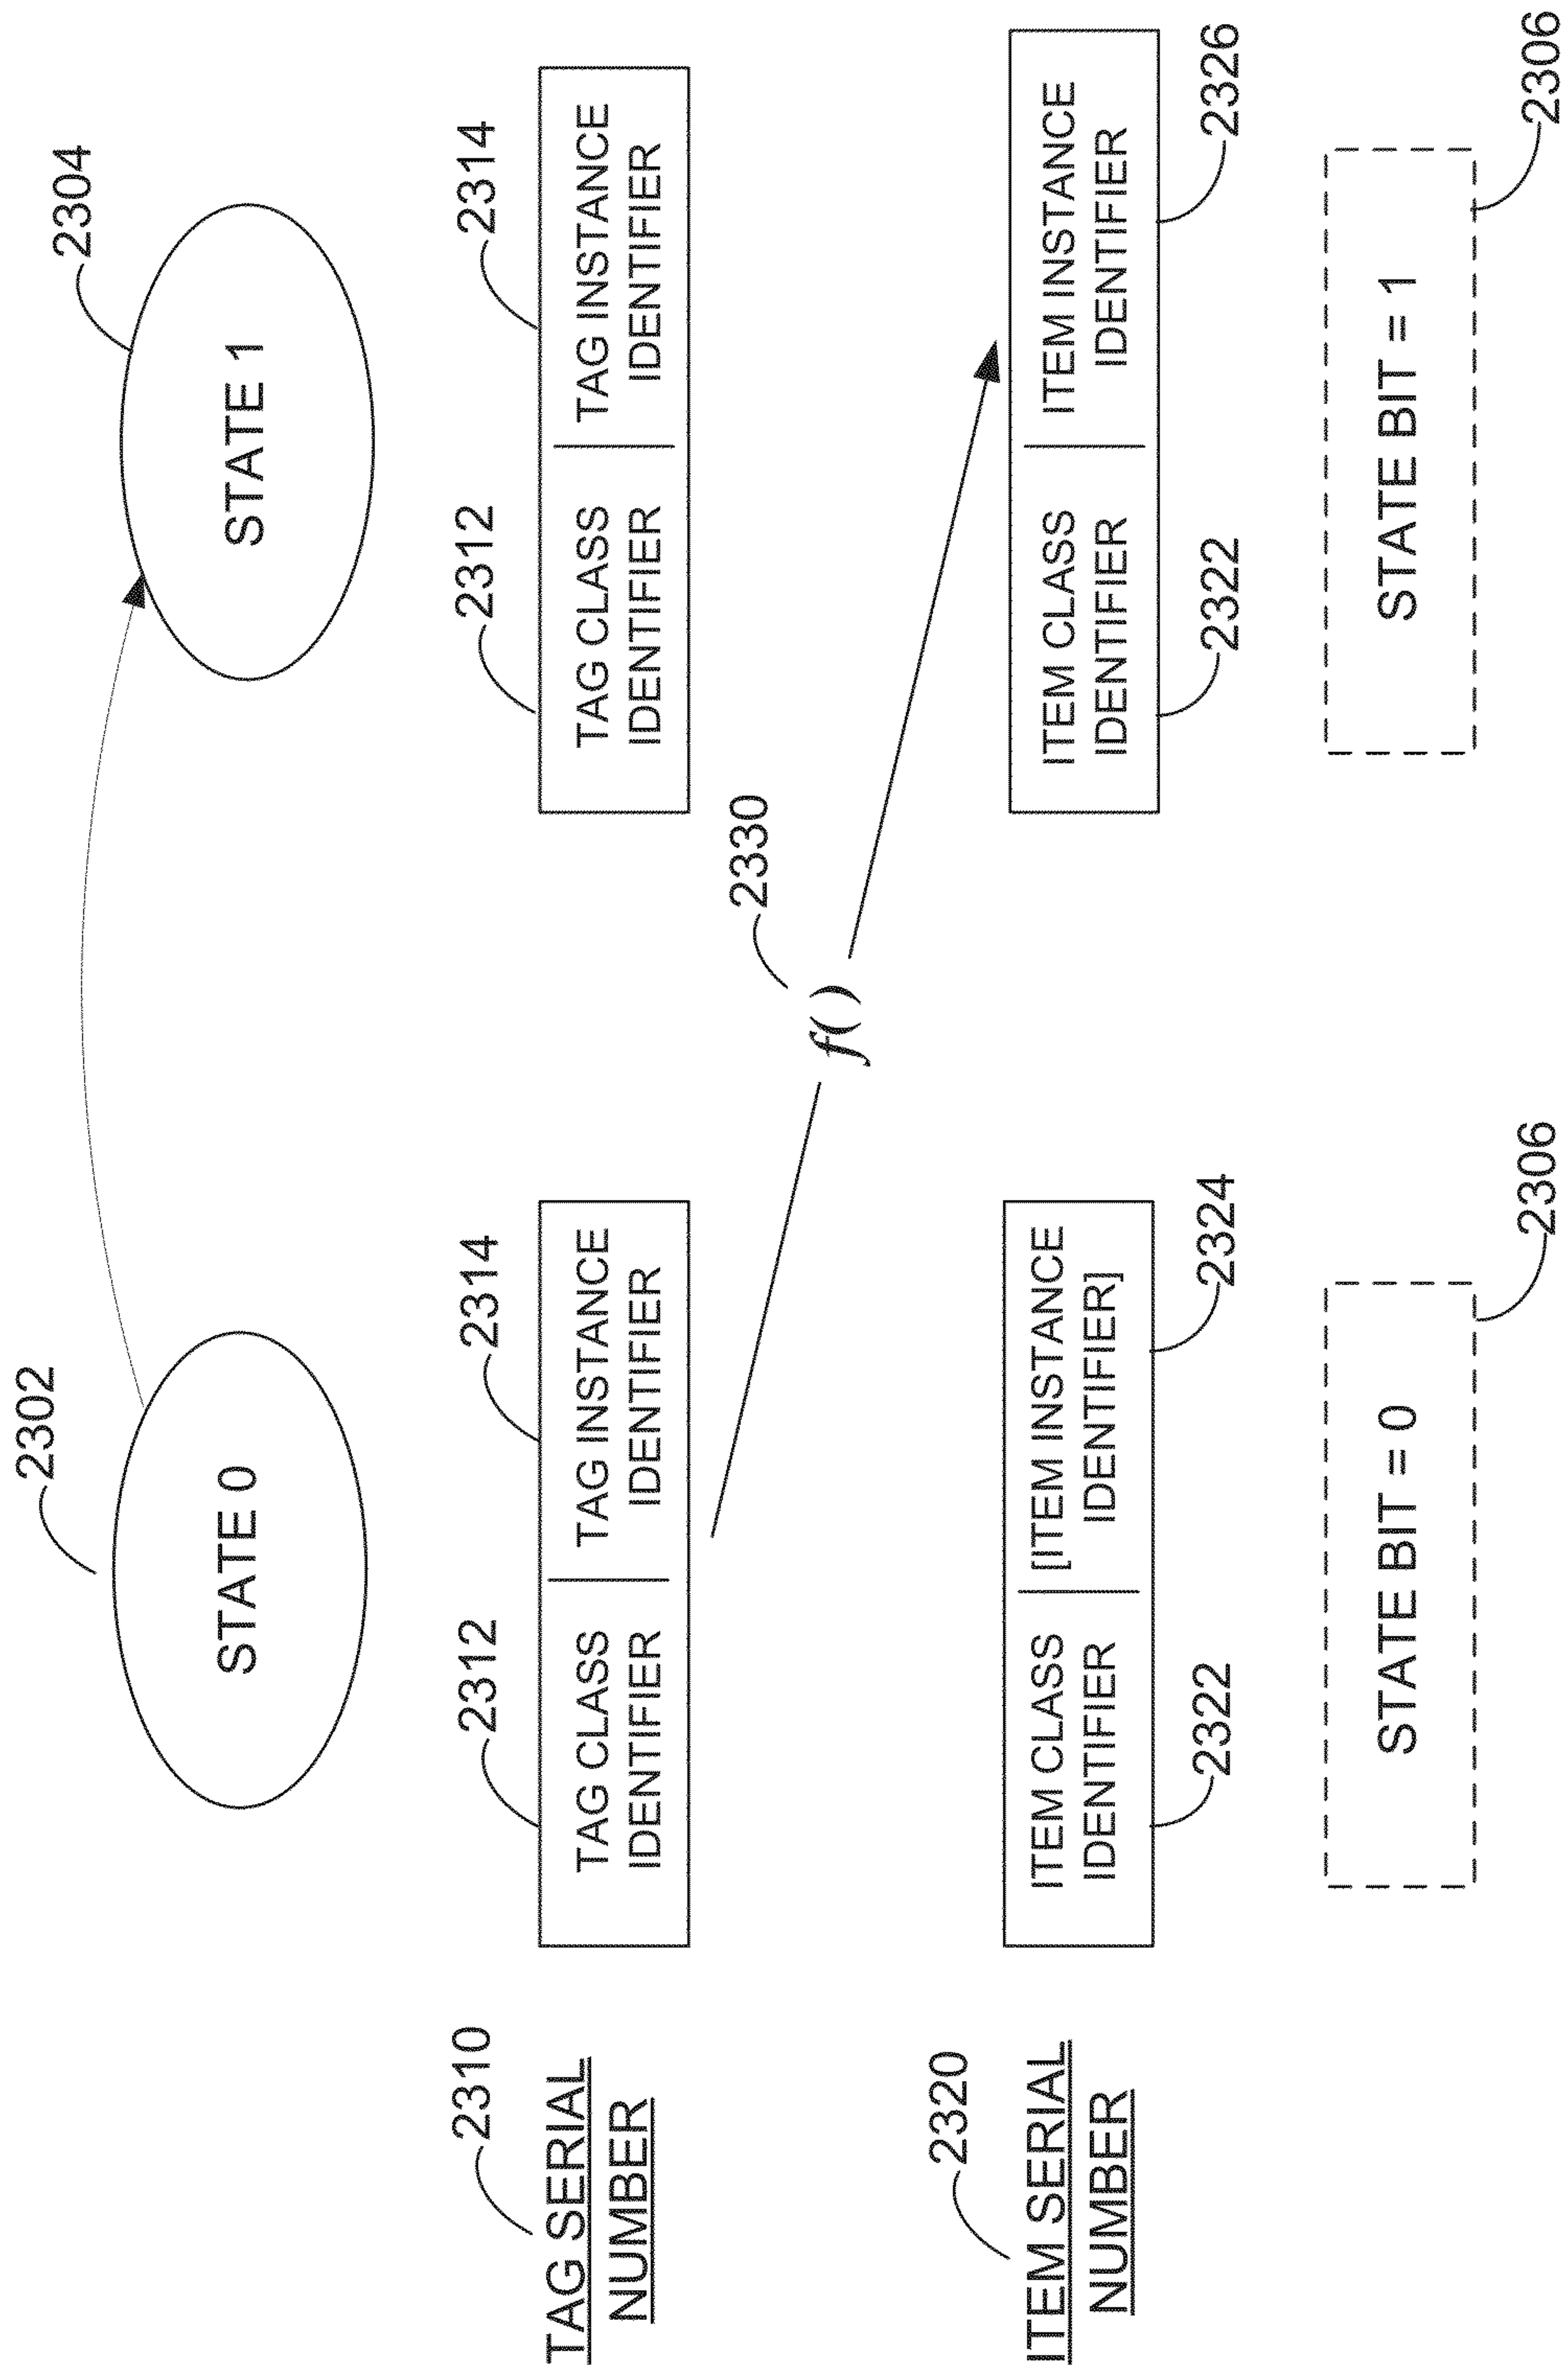 2302
2304
STATE 0
STATE 1
2310
2312
2314
2312
2314
TAG SERIAL
NUMBER
TAG CLASS
IDENTIFIER
TAG INSTANCE
IDENTIFIER
TAG CLASS
IDENTIFIER
TAG INSTANCE
IDENTIFIER
2330
f( )
2320
ITEM SERIAL
NUMBER
ITEM CLASS
IDENTIFIER
[ITEM INSTANCE
IDENTIFIER]
ITEM CLASS
IDENTIFIER
ITEM INSTANCE
IDENTIFIER
2322
2324
2322
2326
STATE BIT = 0
STATE BIT = 1
2306
2306